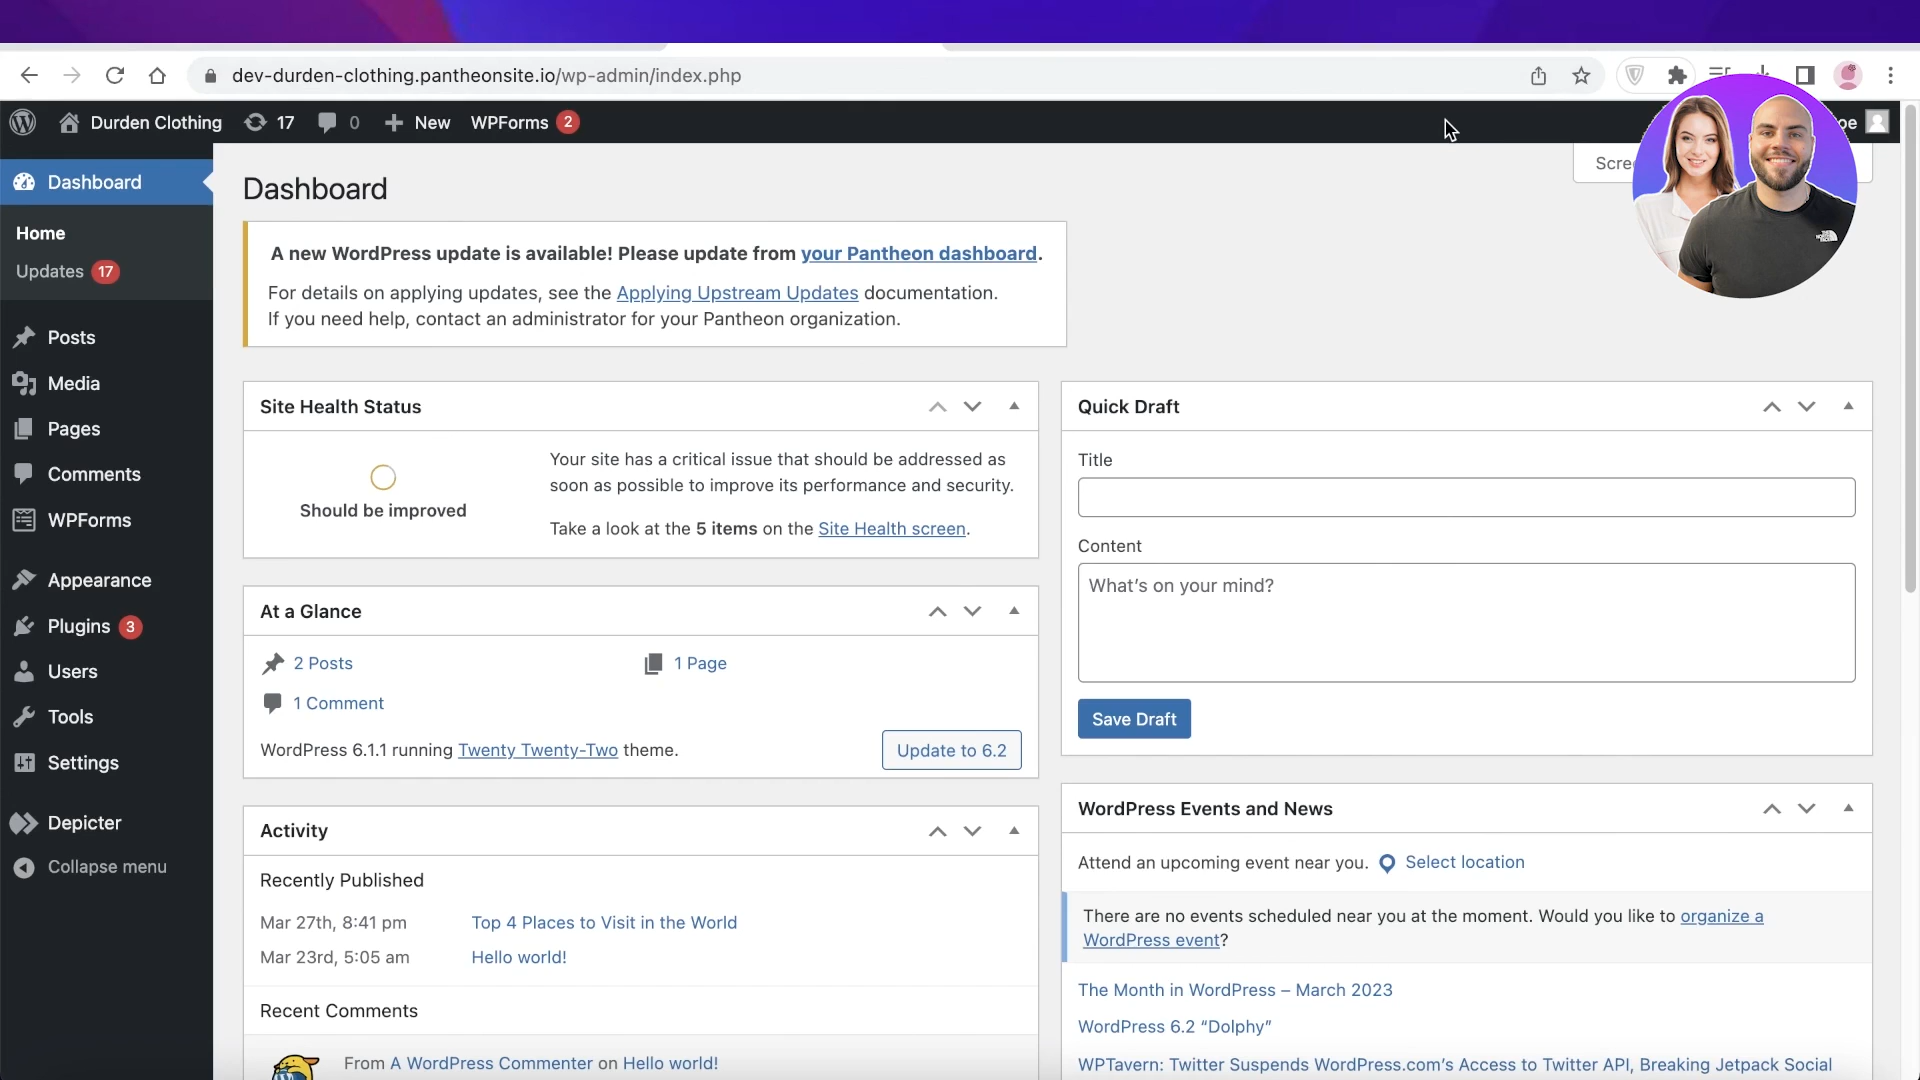 dev-durden-clothing.pantheonsite.io/wp-admin/index.php
Durden Clothing
17
0
New
WPForms 2
oe
Dashboard
Home
Updates 17
Posts
Media
Pages
Comments
WPForms
Appearance
Plugins 3
Users
Tools
Settings
Depicter
Collapse menu
Dashboard
Scre
THE NORTH FACE
A new WordPress update is available! Please update from your Pantheon dashboard.
For details on applying updates, see the Applying Upstream Updates documentation.
If you need help, contact an administrator for your Pantheon organization.
Site Health Status
Should be improved
Your site has a critical issue that should be addressed as
soon as possible to improve its performance and security.
Take a look at the 5 items on the Site Health screen.
At a Glance
2 Posts
1 Page
1 Comment
WordPress 6.1.1 running Twenty Twenty-Two theme.
Update to 6.2
Activity
Recently Published
Mar 27th, 8:41 pm Top 4 Places to Visit in the World
Mar 23rd, 5:05 am Hello world!
Recent Comments
From A WordPress Commenter on Hello world!
Quick Draft
Title
Content
What's on your mind?
Save Draft
WordPress Events and News
Attend an upcoming event near you. Select location
There are no events scheduled near you at the moment. Would you like to organize a
WordPress event?
The Month in WordPress – March 2023
WordPress 6.2 “Dolphy”
WPTavern: Twitter Suspends WordPress.com’s Access to Twitter API, Breaking Jetpack Social